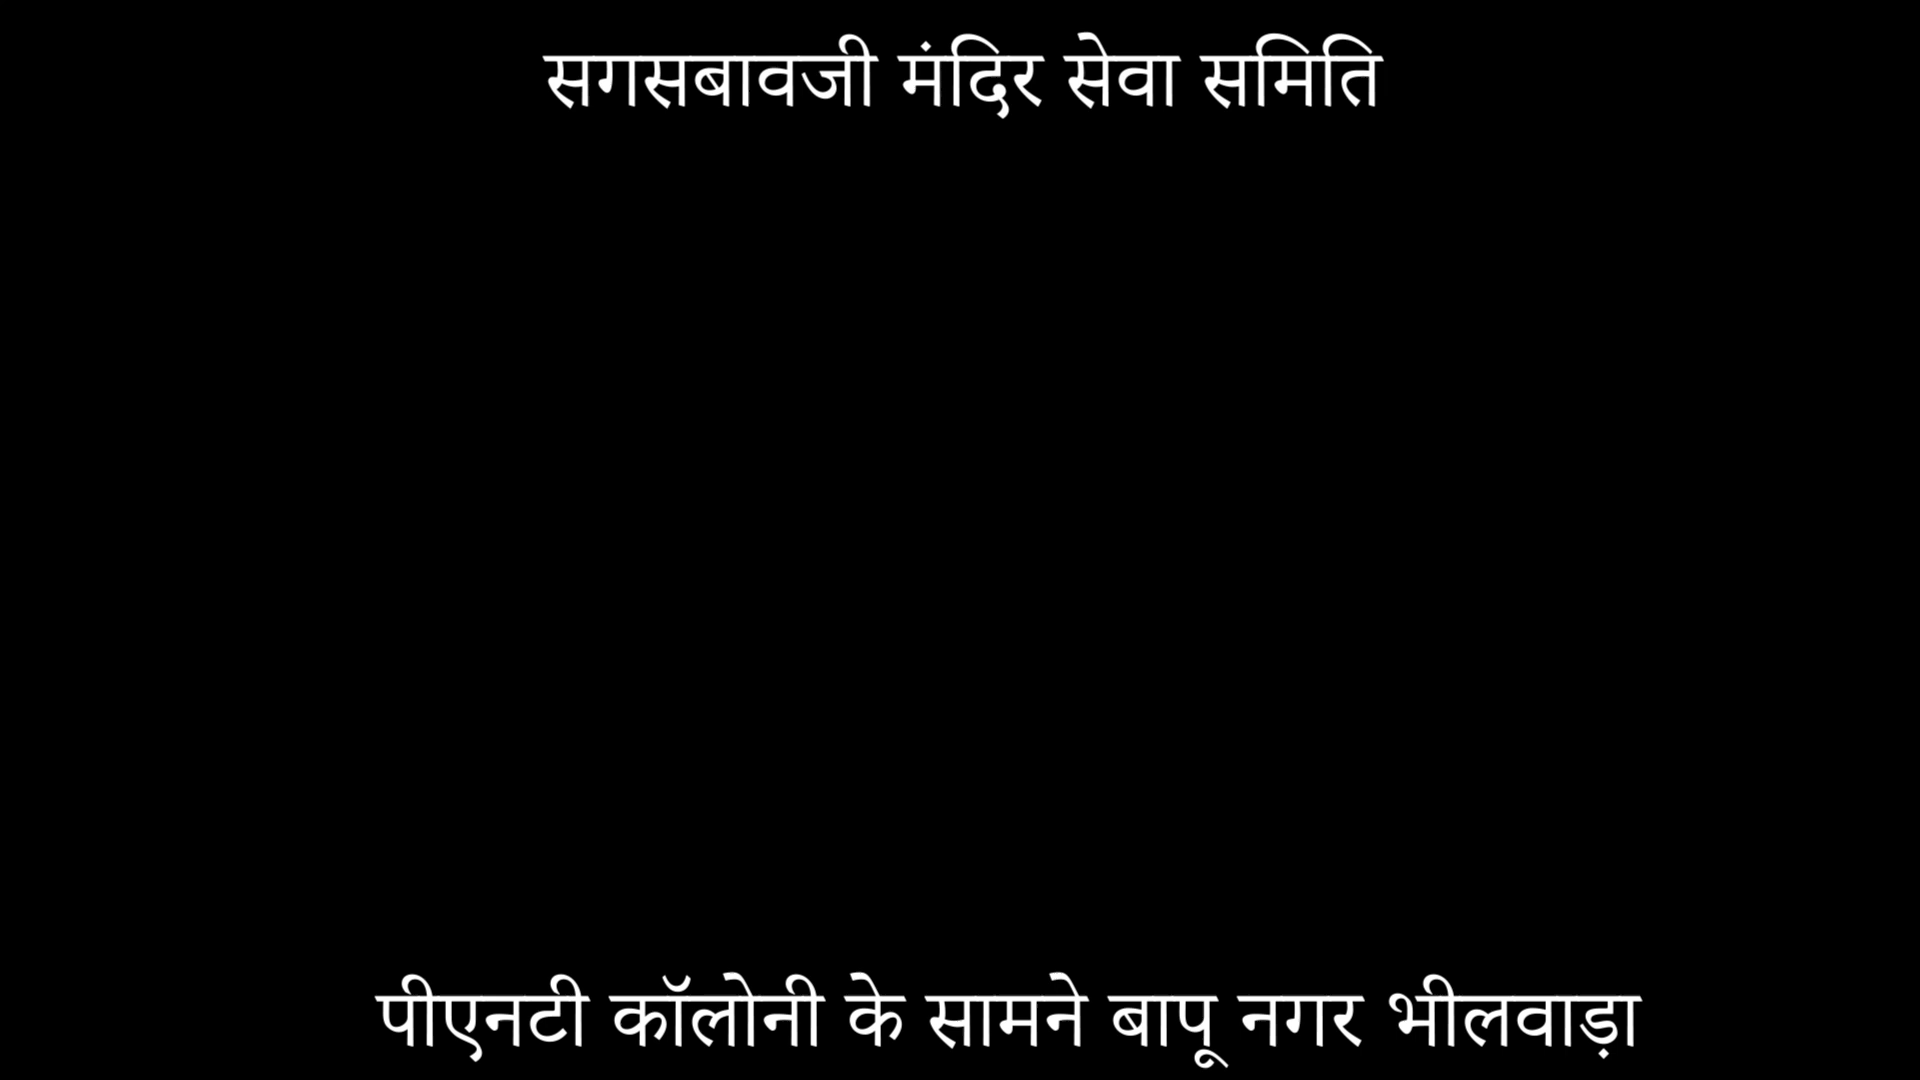 सगसबावजी मंदिर सेवा समिति
पीएनटी कॉलोनी के सामने बापू नगर भीलवाड़ा